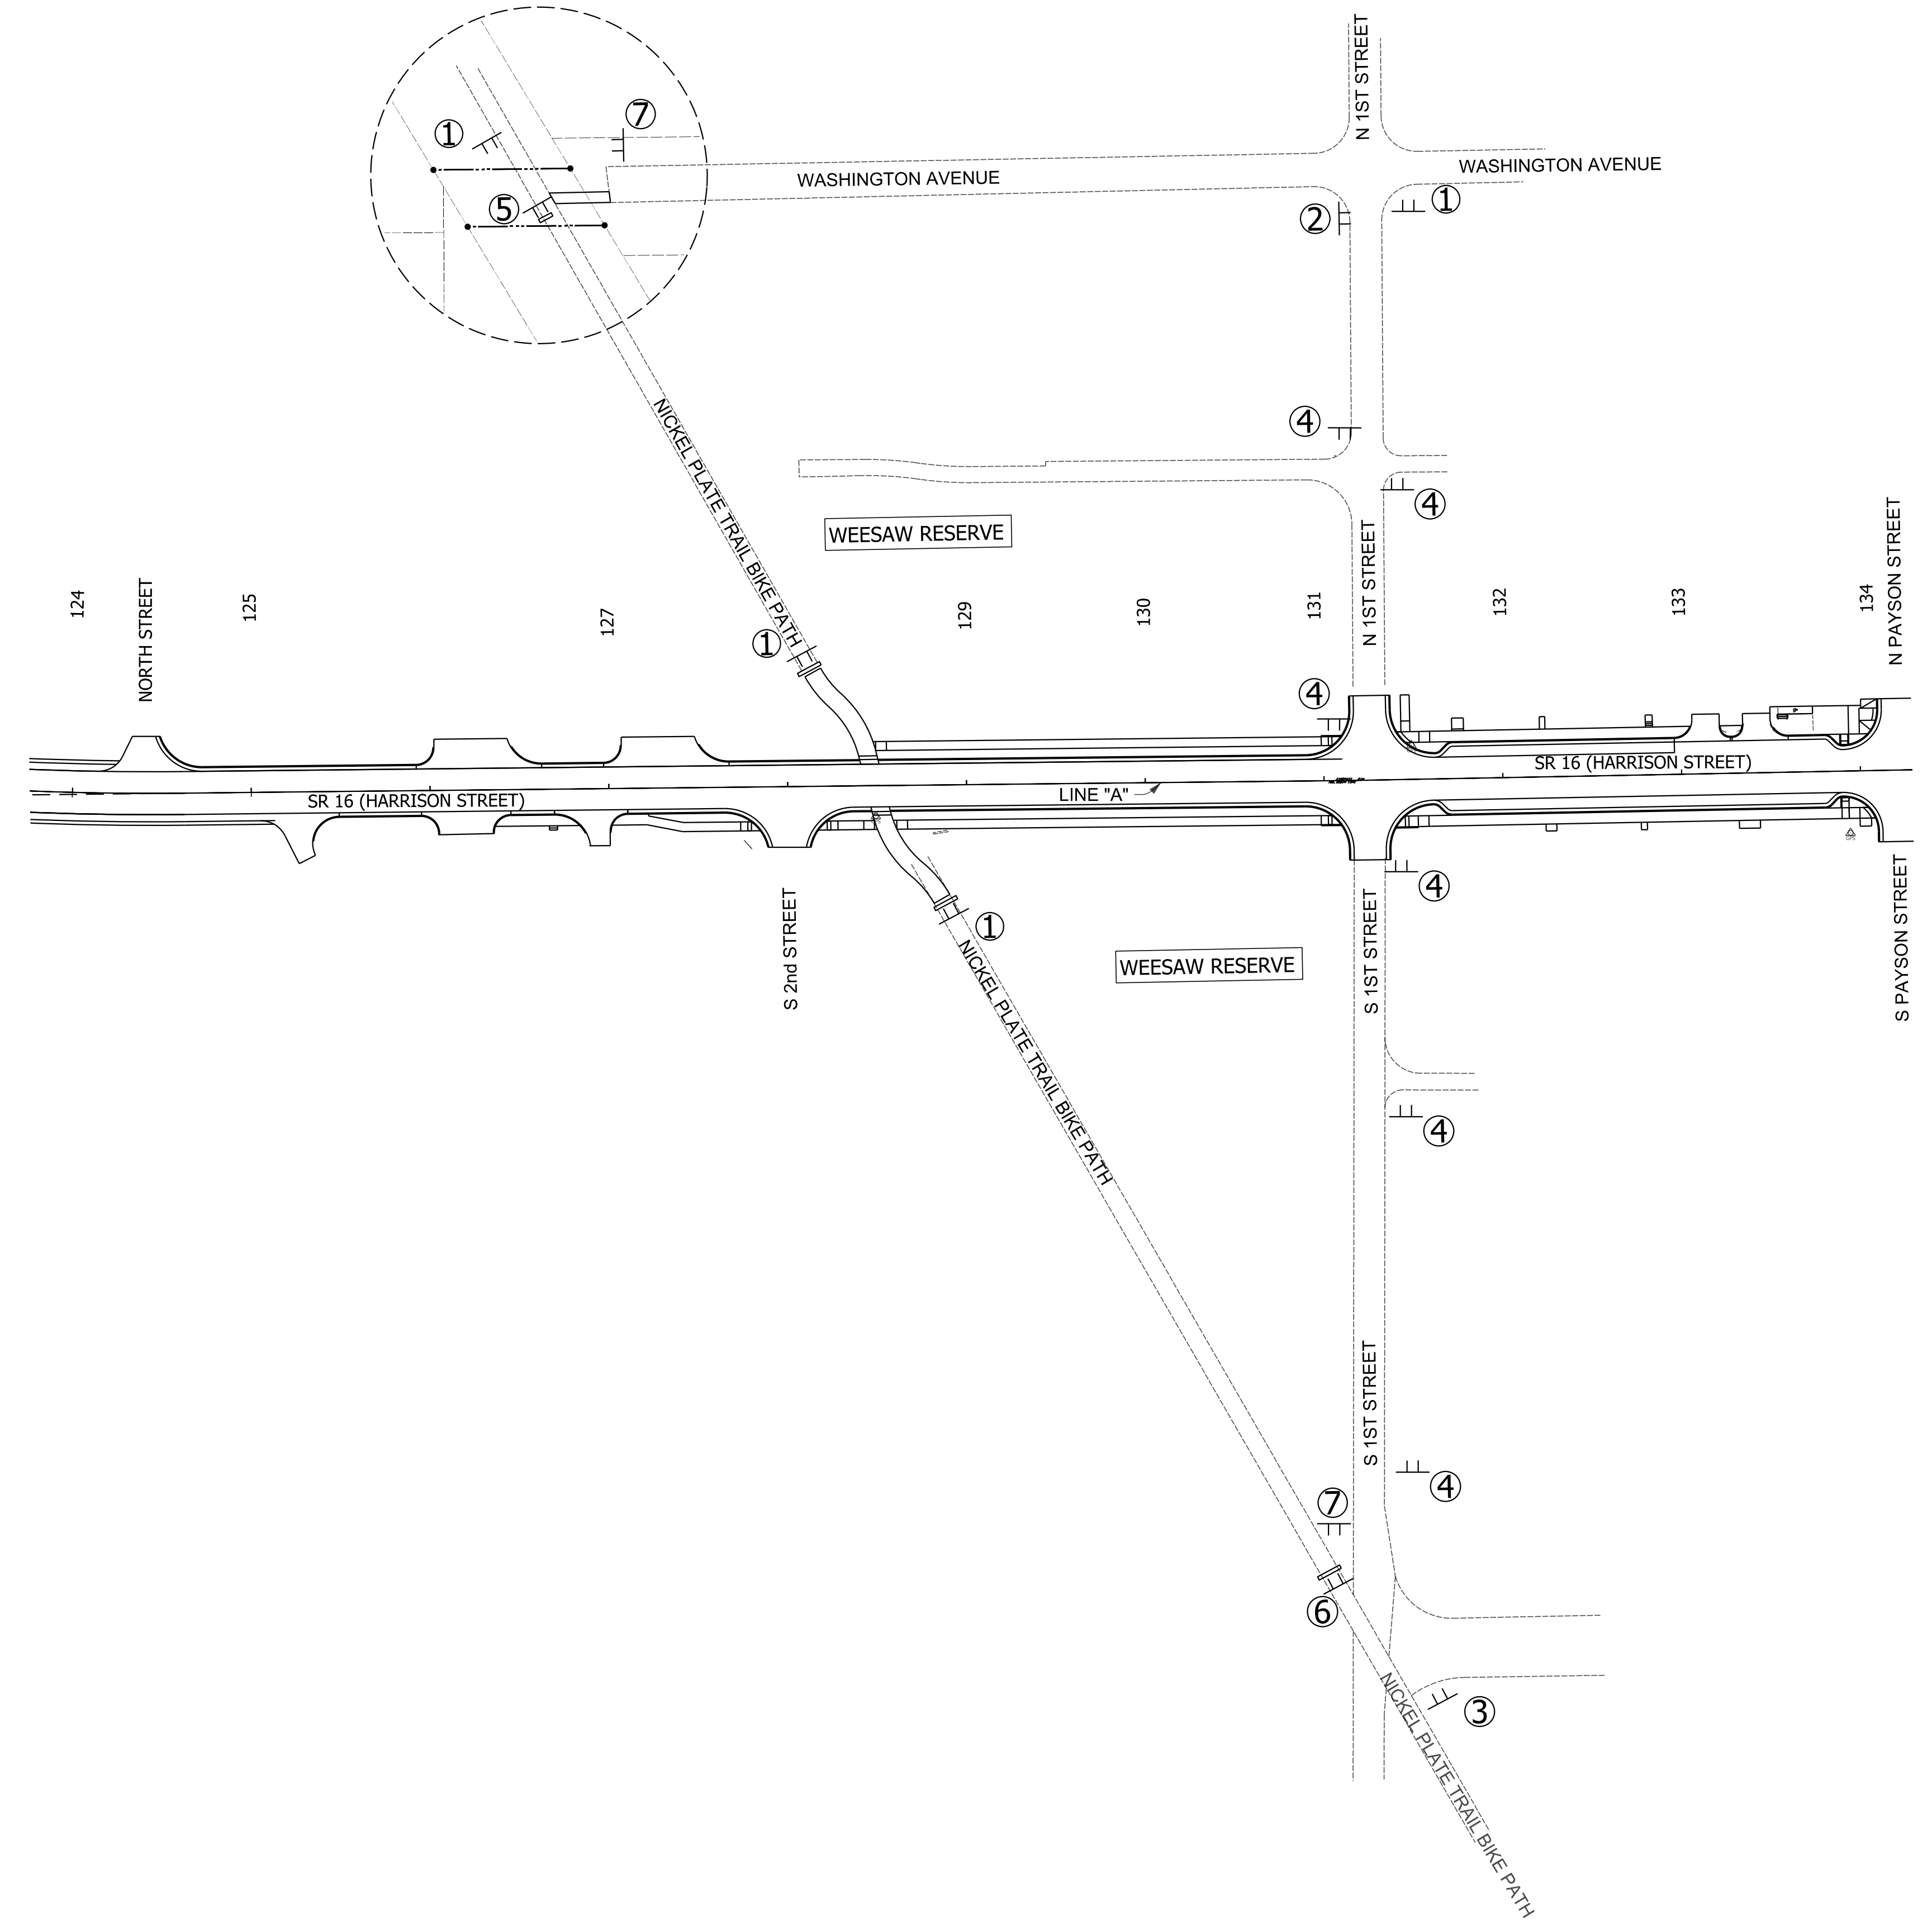 N 1ST STREET
7
1
WASHINGTON AVENUE
WASHINGTON AVENUE
5
2
1
NICKEL PLATE TRAIL BIKE PATH
4
4
WEESAW RESERVE
N 1ST STREET
N PAYSON STREET
124
NORTH STREET
125
127
129
130
131
132
133
134
1
4
SR 16 (HARRISON STREET)
SR 16 (HARRISON STREET)
LINE "A"
4
S 2nd STREET
S 1ST STREET
S PAYSON STREET
1
NICKEL PLATE TRAIL BIKE PATH
WEESAW RESERVE
4
S 1ST STREET
4
7
6
3
NICKEL PLATE TRAIL BIKE PATH